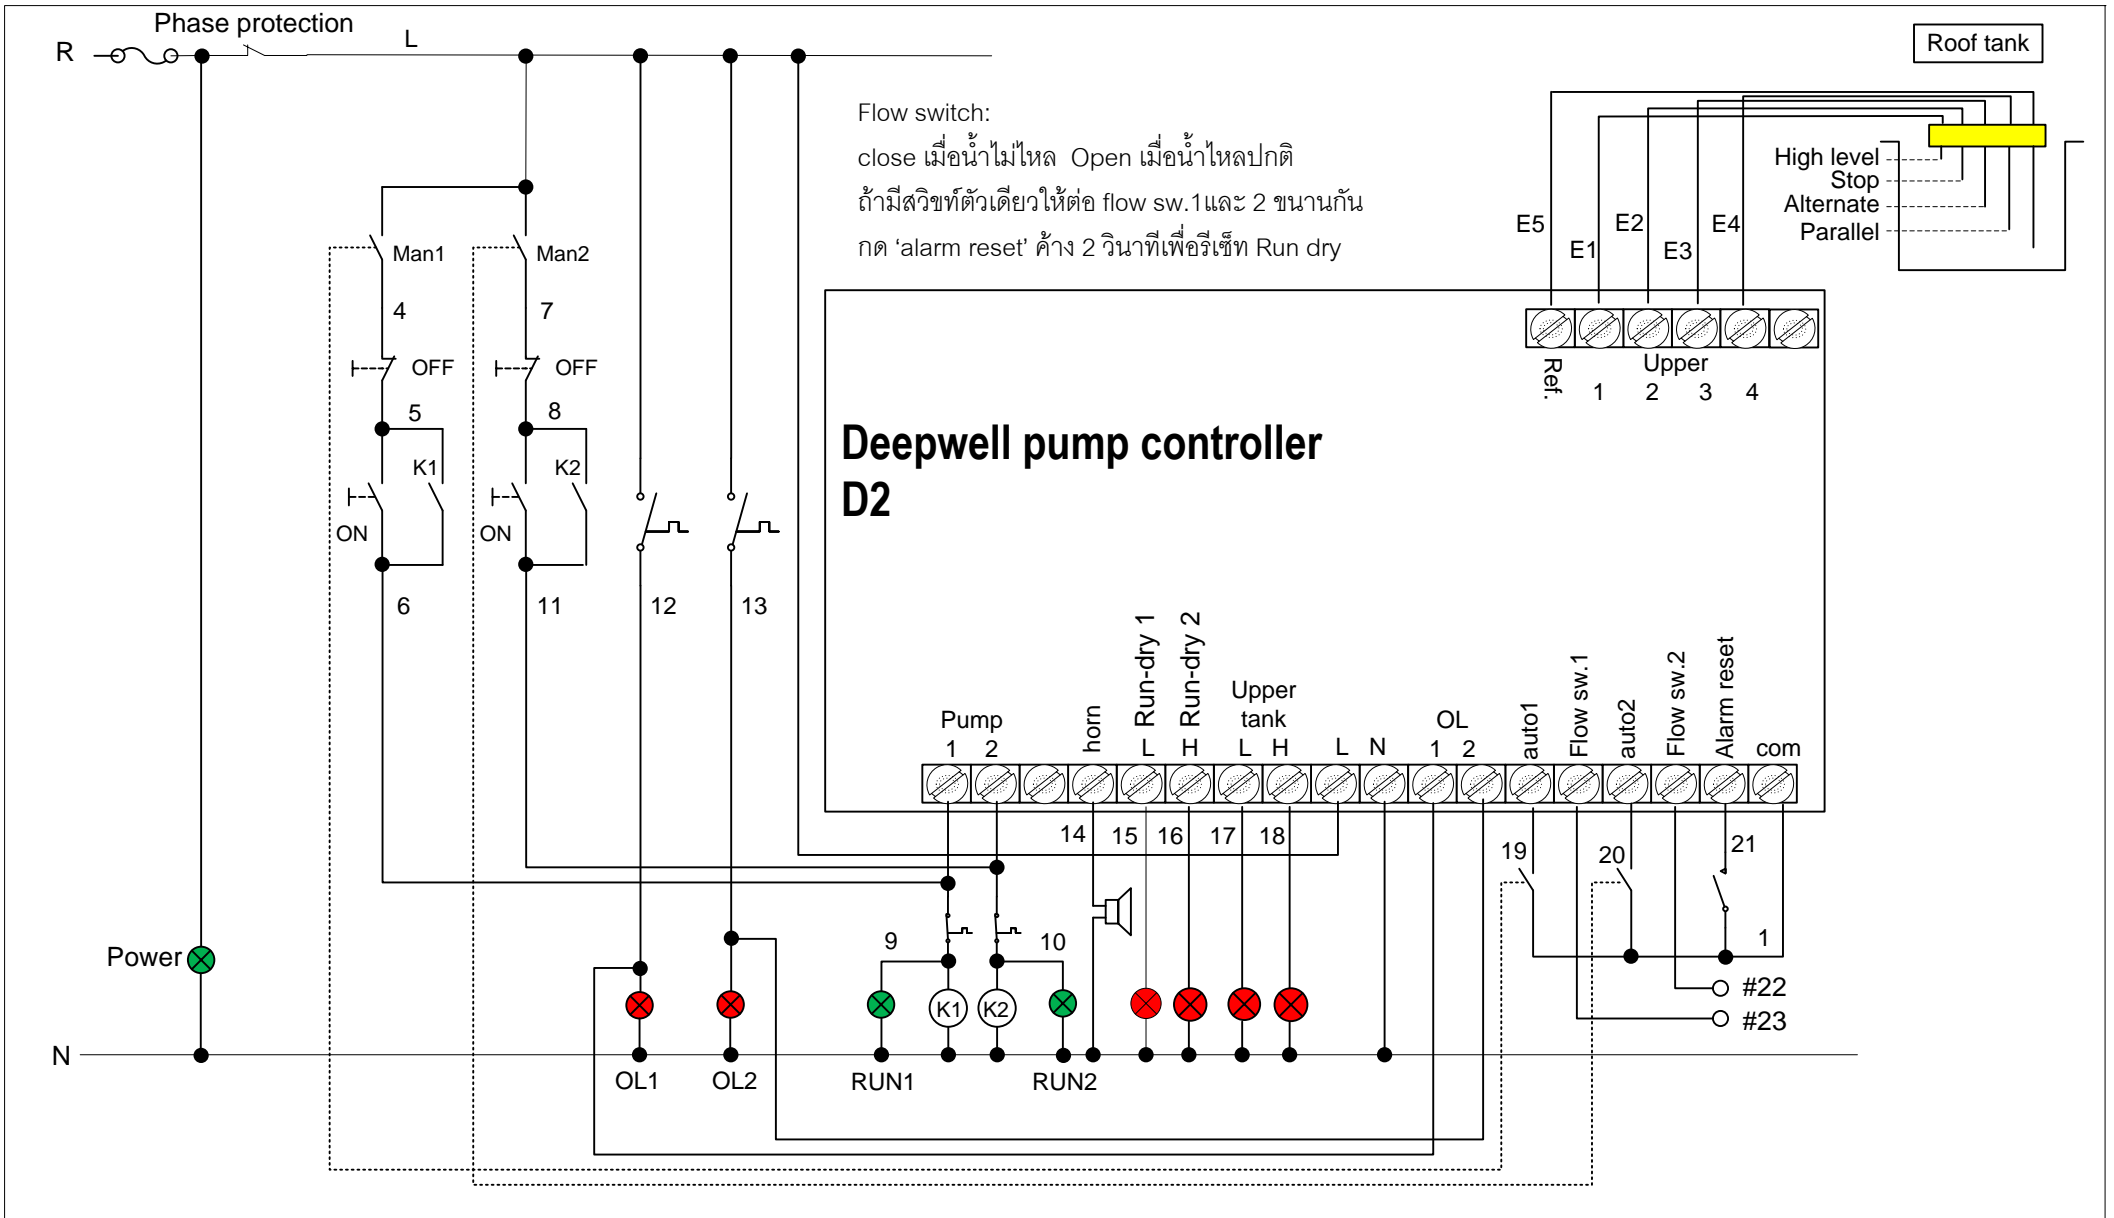 Phase protection
R
L
Roof tank
Flow switch:
close เมื่อน้ำไม่ไหล Open เมื่อน้ำไหลปกติ
ถ้ามีสวิขท์ตัวเดียวให้ต่อ flow sw.1และ 2 ขนานกัน
กด ‘alarm reset’ ค้าง 2 วินาทีเพื่อรีเซ็ท Run dry
High level
Stop
Alternate
Parallel
E5
E1
E2
E3
E4
Man1
Man2
4
7
OFF
OFF
5
8
K1
K2
ON
ON
6
11
12
13
Ref.
Upper
1
2
3
4
Deepwell pump controller
D2
Pump
1
2
horn
Run-dry 1
L
Run-dry 2
H
Upper
tank
L
H
L
N
OL
1
2
auto1
Flow sw.1
auto2
Flow sw.2
Alarm reset
com
14
15
16
17
18
19
20
21
1
9
10
Power
K1
K2
#22
#23
N
OL1
OL2
RUN1
RUN2